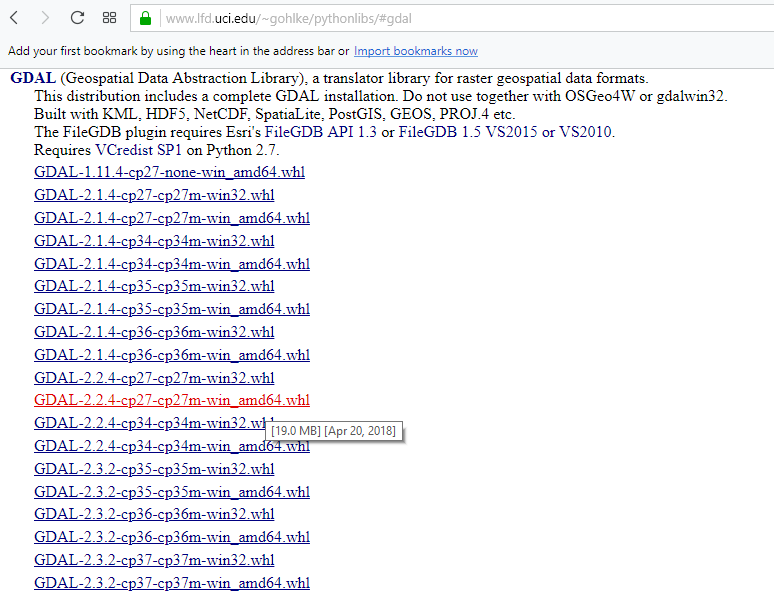 www.lfd.uci.edu/~gohlke/pythonlibs/#gdal
Add your first bookmark by using the heart in the address bar or Import bookmarks now
GDAL (Geospatial Data Abstraction Library), a translator library for raster geospatial data formats.
This distribution includes a complete GDAL installation. Do not use together with OSGeo4W or gdalwin32.
Built with KML, HDF5, NetCDF, SpatiaLite, PostGIS, GEOS, PROJ.4 etc.
The FileGDB plugin requires Esri's FileGDB API 1.3 or FileGDB 1.5 VS2015 or VS2010.
Requires VCredist SP1 on Python 2.7.
GDAL-1.11.4-cp27-none-win_amd64.whl
GDAL-2.1.4-cp27-cp27m-win32.whl
GDAL-2.1.4-cp27-cp27m-win_amd64.whl
GDAL-2.1.4-cp34-cp34m-win32.whl
GDAL-2.1.4-cp34-cp34m-win_amd64.whl
GDAL-2.1.4-cp35-cp35m-win32.whl
GDAL-2.1.4-cp35-cp35m-win_amd64.whl
GDAL-2.1.4-cp36-cp36m-win32.whl
GDAL-2.1.4-cp36-cp36m-win_amd64.whl
GDAL-2.2.4-cp27-cp27m-win32.whl
GDAL-2.2.4-cp27-cp27m-win_amd64.whl
GDAL-2.2.4-cp34-cp34m-win32.whl
[19.0 MB] [Apr 20, 2018]
GDAL-2.2.4-cp34-cp34m-win_amd64.whl
GDAL-2.3.2-cp35-cp35m-win32.whl
GDAL-2.3.2-cp35-cp35m-win_amd64.whl
GDAL-2.3.2-cp36-cp36m-win32.whl
GDAL-2.3.2-cp36-cp36m-win_amd64.whl
GDAL-2.3.2-cp37-cp37m-win32.whl
GDAL-2.3.2-cp37-cp37m-win_amd64.whl